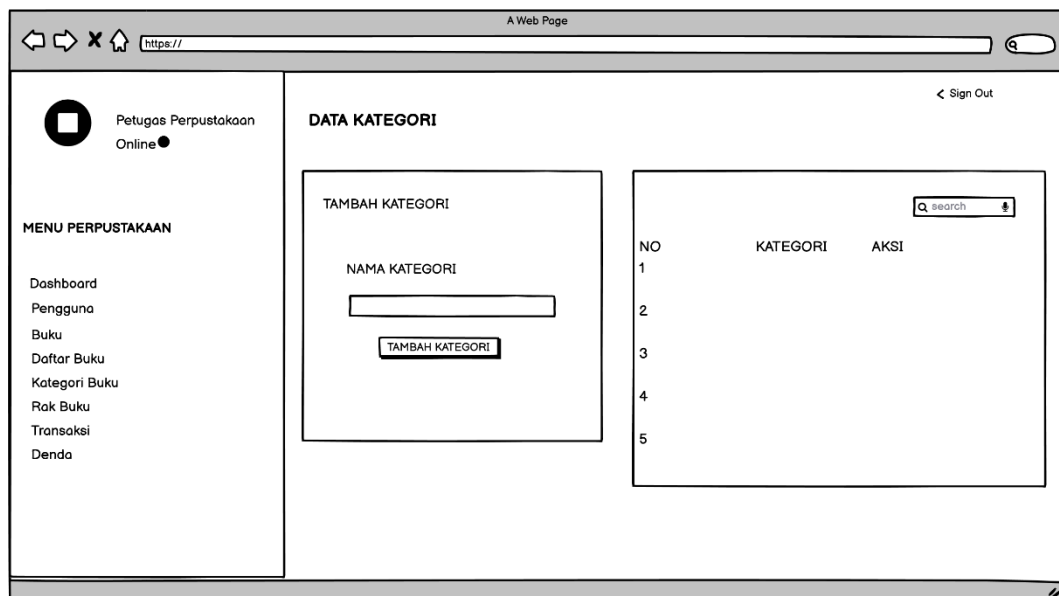 A Web Page
https://
Petugas Perpustakaan
Online
MENU PERPUSTAKAAN
Dashboard
Pengguna
Buku
Daftar Buku
Kategori Buku
Rak Buku
Transaksi
Denda
Sign Out
DATA KATEGORI
TAMBAH KATEGORI
NAMA KATEGORI
TAMBAH KATEGORI
search
NO KATEGORI AKSI
1
2
3
4
5